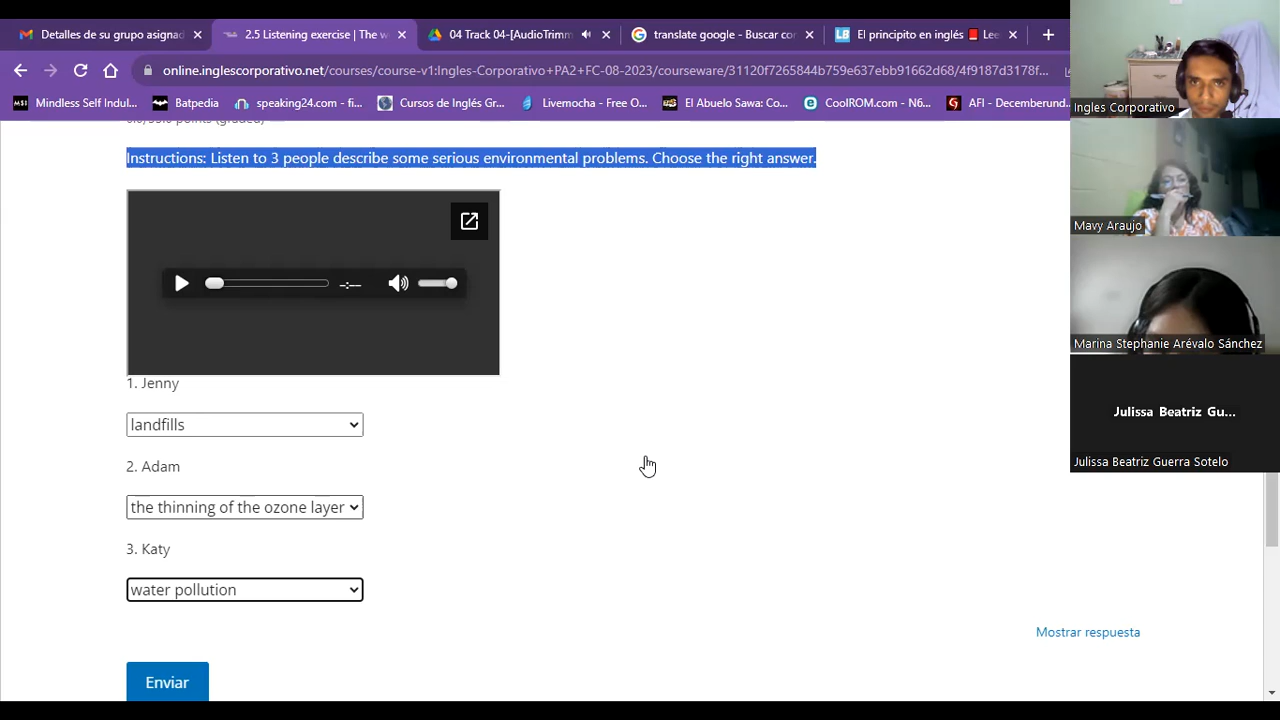 Detalles de su grupo asignad
2.5 Listening exercise | The w
04 Track 04-[AudioTrimm
translate google - Buscar co
El principito en inglés 📕 Lee
online.inglescorporativo.net/courses/course-v1:Ingles-Corporativo+PA2+FC-08-2023/courseware/31120f7265844b759e637ebb91662d68/4f9187d3178f...
Mindless Self Indul...
Batpedia
speaking24.com - fi...
Cursos de Inglés Gr...
Livemocha - Free O...
El Abuelo Sawa: Co...
CoolROM.com - N6...
AFI - Decemberund...
Instructions: Listen to 3 people describe some serious environmental problems. Choose the right answer.
-:--
1. Jenny
landfills
2. Adam
the thinning of the ozone layer
3. Katy
water pollution
Mostrar respuesta
Enviar
Ingles Corporativo
Mavy Araujo
Marina Stephanie Arévalo Sánchez
Julissa Beatriz Gu...
Julissa Beatriz Guerra Sotelo